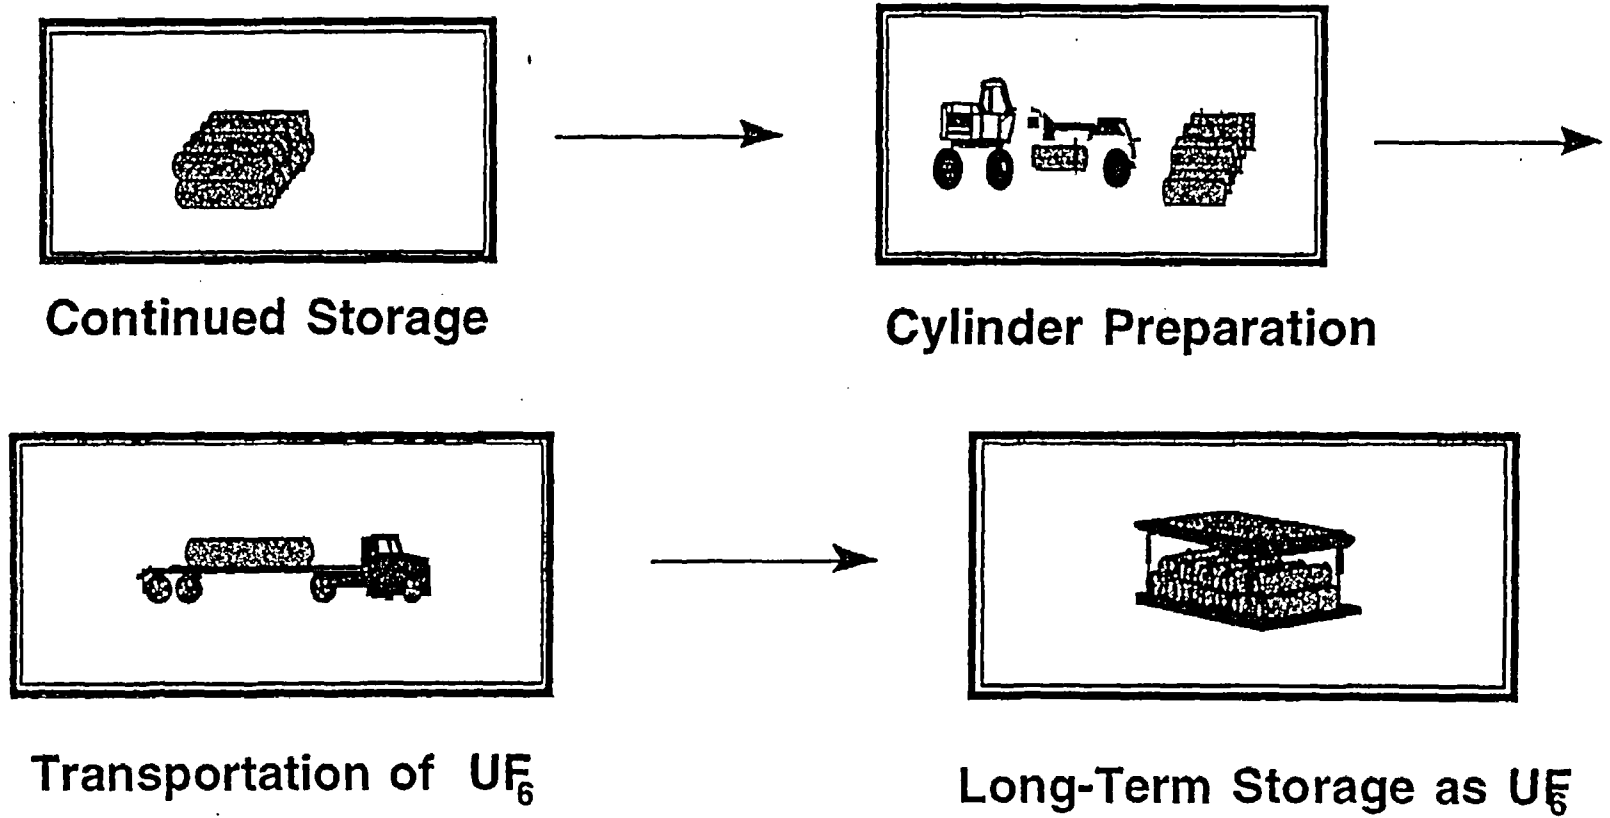 Continued Storage
Cylinder Preparation
Transportation of UF6
Long-Term Storage as UF6